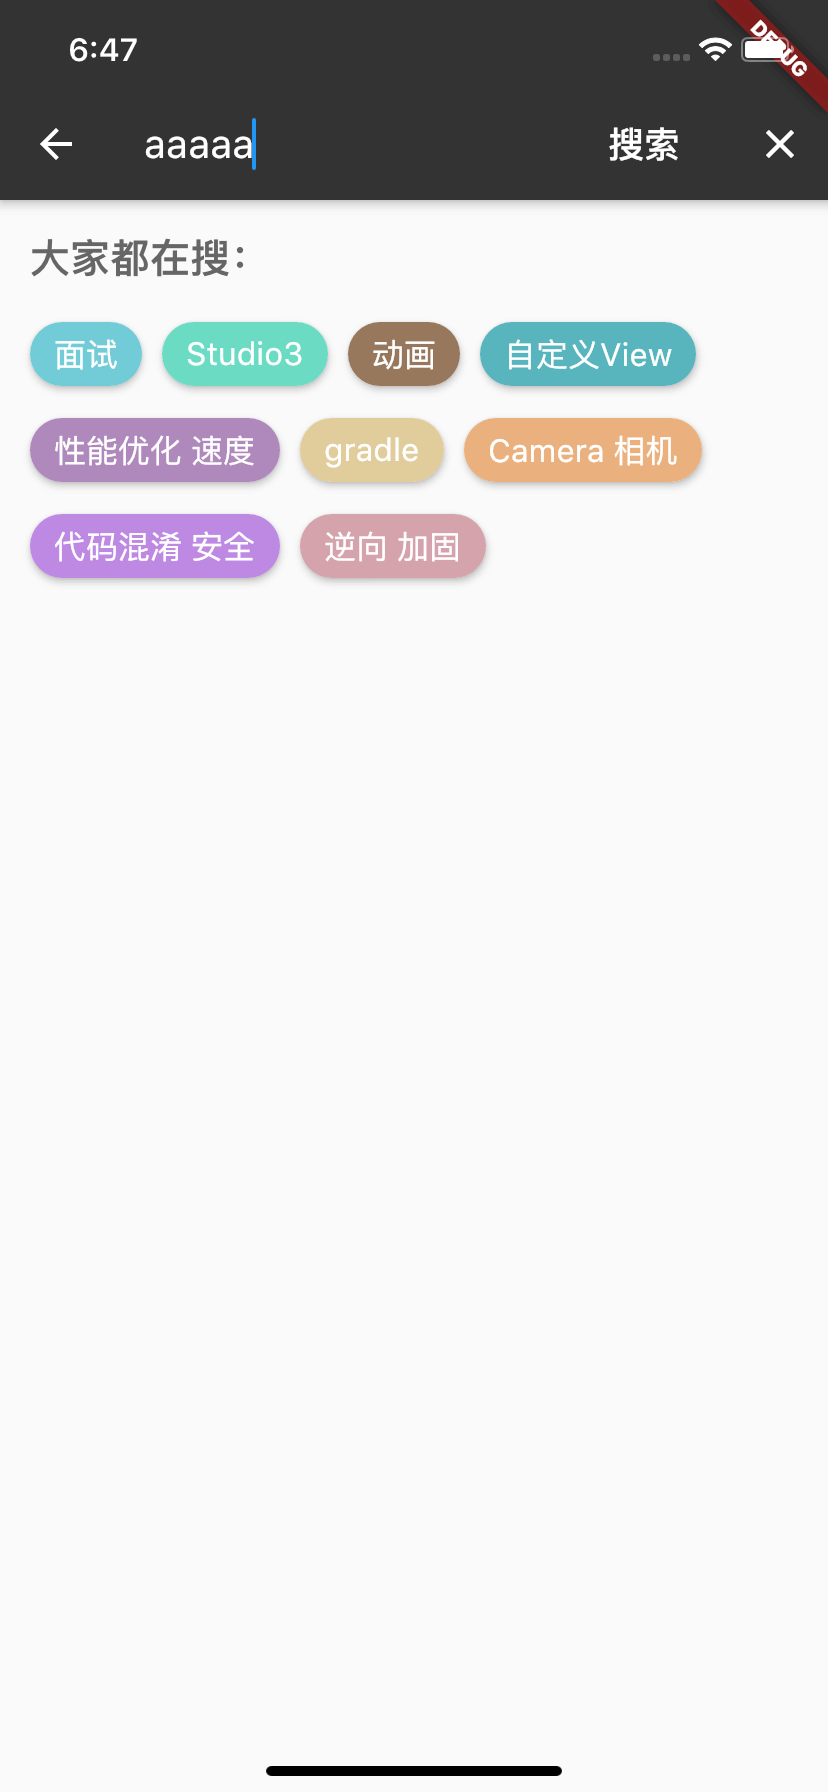 6:47
DEBUG
aaaaa 搜索
大家都在搜:
面试 Studio3 动画 自定义View
性能优化 速度 gradle Camera 相机
代码混淆 安全 逆向 加固